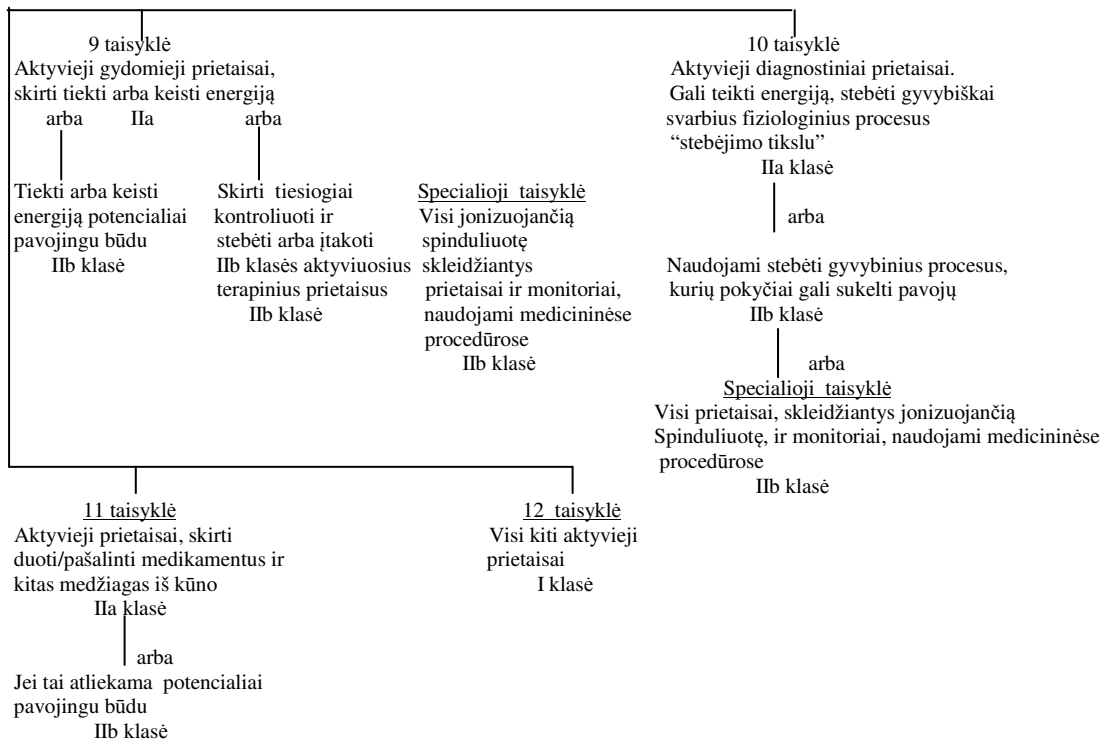 9 taisyklė
Aktyvieji gydomieji prietaisai,
skirti tiekti arba keisti energiją
arba IIa arba
Tiekti arba keisti
energiją potencialiai
pavojingu būdu
IIb klasė
Skirti tiesiogiai
kontroliuoti ir
stebėti arba įtakoti
IIb klasės aktyviuosius
terapinius prietaisus
IIb klasė
Specialioji taisyklė
Visi jonizuojančią
spinduliuotę
skleidžiantys
prietaisai ir monitoriai,
naudojami medicininėse
procedūrose
IIb klasė
10 taisyklė
Aktyvieji diagnostiniai prietaisai.
Gali teikti energiją, stebėti gyvybiškai
svarbius fiziologinius procesus
“stebėjimo tikslu”
IIa klasė
arba
Naudojami stebėti gyvybinius procesus,
kurių pokyčiai gali sukelti pavojų
IIb klasė
arba
Specialioji taisyklė
Visi prietaisai, skleidžiantys jonizuojančią
Spinduliuotę, ir monitoriai, naudojami medicininėse
procedūrose
IIb klasė
11 taisyklė
Aktyvieji prietaisai, skirti
duoti/pašalinti medikamentus ir
kitas medžiagas iš kūno
IIa klasė
arba
Jei tai atliekama potencialiai
pavojingu būdu
IIb klasė
12 taisyklė
Visi kiti aktyvieji
prietaisai
I klasė